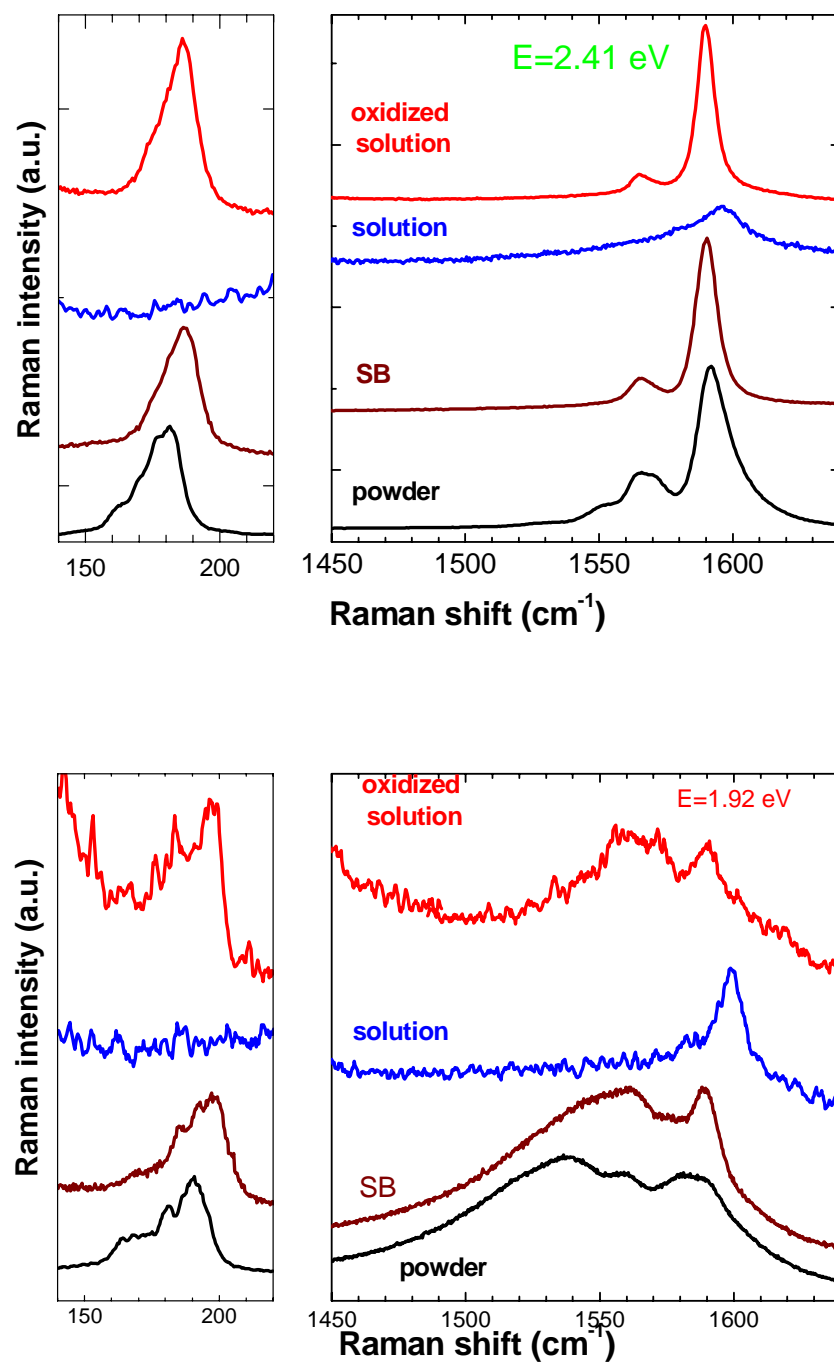 E=2.41 eV
oxidized
solution
solution
SB
powder
Raman intensity (a.u.)
150 200
1450 1500 1550 1600
Raman shift (cm-1)
oxidized
solution
E=1.92 eV
solution
SB
powder
Raman intensity (a.u.)
150 200
1450 1500 1550 1600
Raman shift (cm-1)